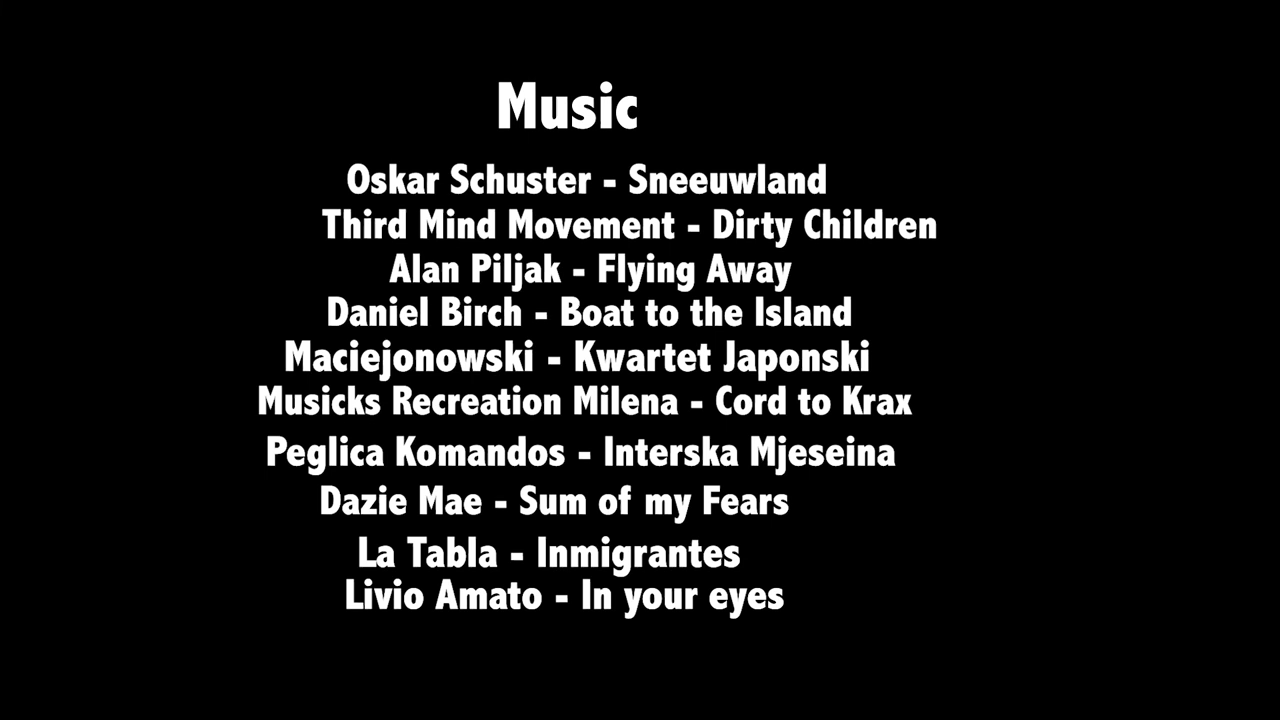 Music
Oskar Schuster - Sneeuwland
Third Mind Movement - Dirty Children
Alan Piljak - Flying Away
Daniel Birch - Boat to the Island
Maciejonowski - Kwartet Japonski
Musicks Recreation Milena - Cord to Krax
Peglica Komandos - Interska Mjeseina
Dazie Mae - Sum of my Fears
La Tabla - Inmigrantes
Livio Amato - In your eyes